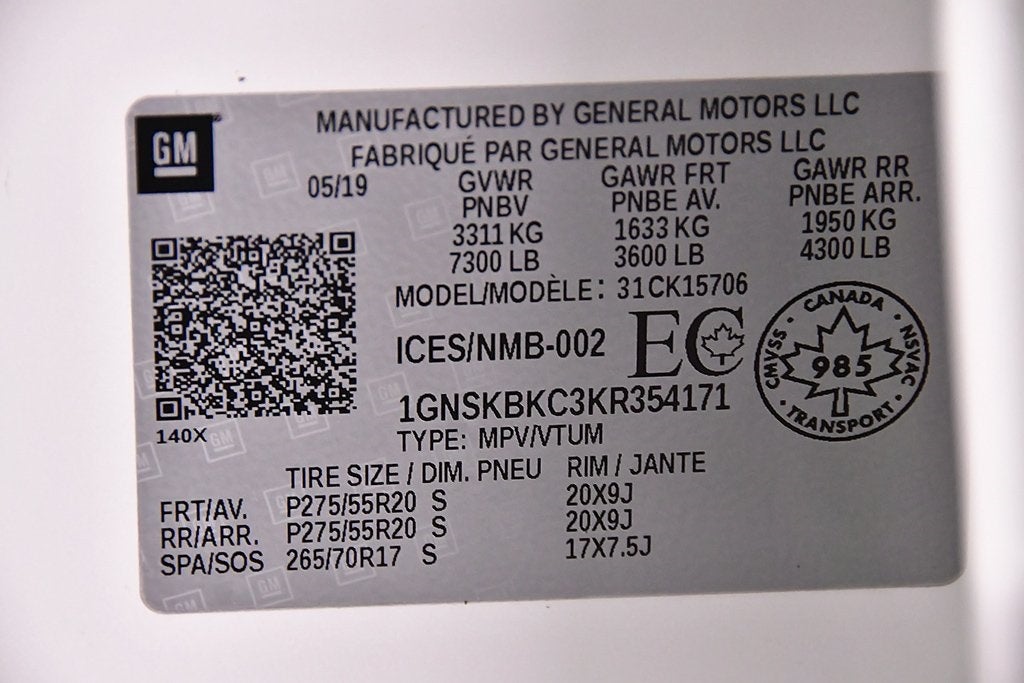 GM
MANUFACTURED BY GENERAL MOTORS LLC
FABRIQUÉ PAR GENERAL MOTORS LLC
05/19 GVWR GAWR FRT GAWR RR
PNBV PNBE AV. PNBE ARR.
3311 KG 1633 KG 1950 KG
7300 LB 3600 LB 4300 LB
MODEL/MODÈLE: 31CK15706
ICES/NMB-002 EC
CANADA
CMVSS 985 NSVAC
TRANSPORT
1GNSKBKC3KR354171
140X
TYPE: MPV/VTUM
TIRE SIZE / DIM. PNEU RIM / JANTE
FRT/AV. P275/55R20 S 20X9J
RR/ARR. P275/55R20 S 20X9J
SPA/SOS 265/70R17 S 17X7.5J